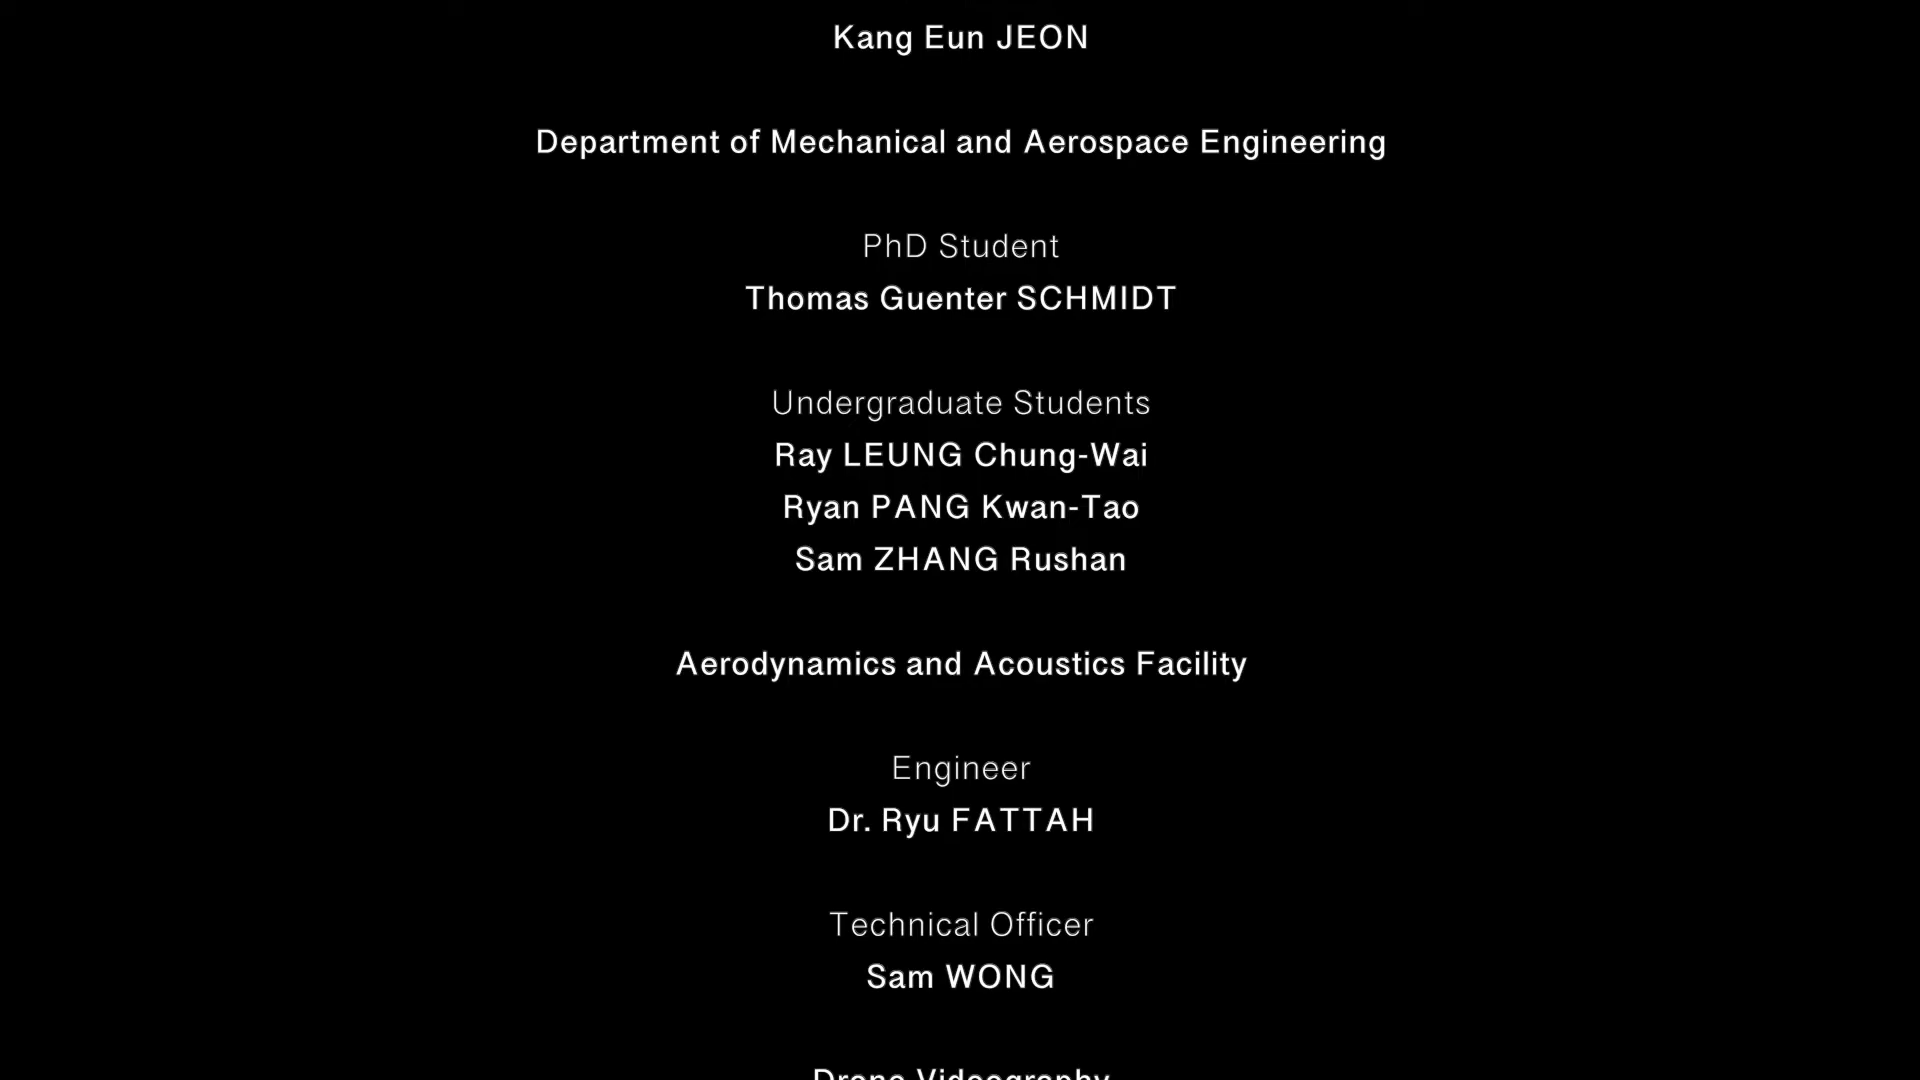 Kang Eun JEON
Department of Mechanical and Aerospace Engineering
PhD Student
Thomas Guenter SCHMIDT
Undergraduate Students
Ray LEUNG Chung-Wai
Ryan PANG Kwan-Tao
Sam ZHANG Rushan
Aerodynamics and Acoustics Facility
Engineer
Dr. Ryu FATTAH
Technical Officer
Sam WONG
Drone Videography